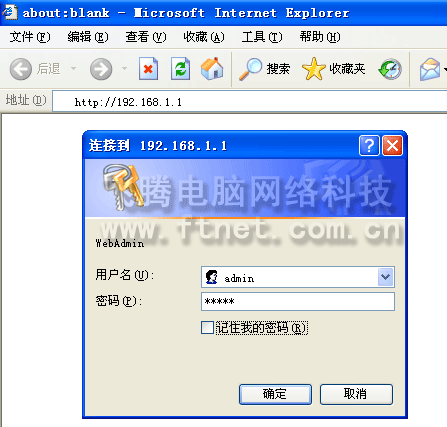 about:blank - Microsoft Internet Explorer
文件(F) 编辑(E) 查看(V) 收藏(A) 工具(T) 帮助(H)
后退 搜索 收藏夹
地址(D) http://192.168.1.1
连接到 192.168.1.1
飞腾电脑网络科技
www.ftnet.com.cn
WebAdmin
用户名(U): admin
密码(P): *****
记住我的密码(R)
确定 取消